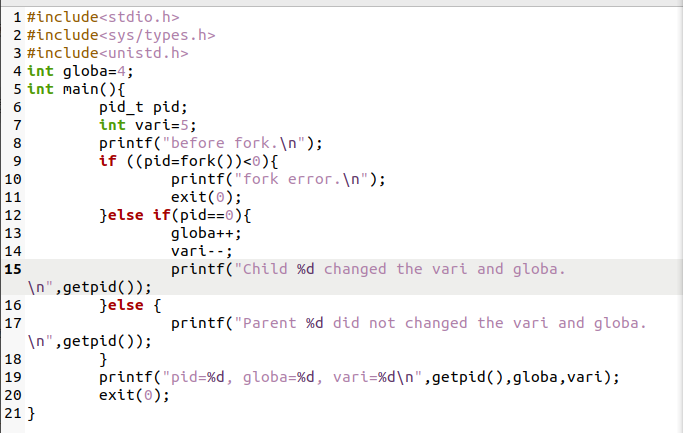 1 #include<stdio.h>
2 #include<sys/types.h>
3 #include<unistd.h>
4 int globa=4;
5 int main(){
6         pid_t pid;
7         int vari=5;
8         printf("before fork.\n");
9         if ((pid=fork())<0){
10                 printf("fork error.\n");
11                 exit(0);
12         }else if(pid==0){
13                 globa++;
14                 vari--;
15                 printf("Child %d changed the vari and globa.
\n",getpid());
16         }else {
17                 printf("Parent %d did not changed the vari and globa.
\n",getpid());
18         }
19         printf("pid=%d, globa=%d, vari=%d\n",getpid(),globa,vari);
20         exit(0);
21 }